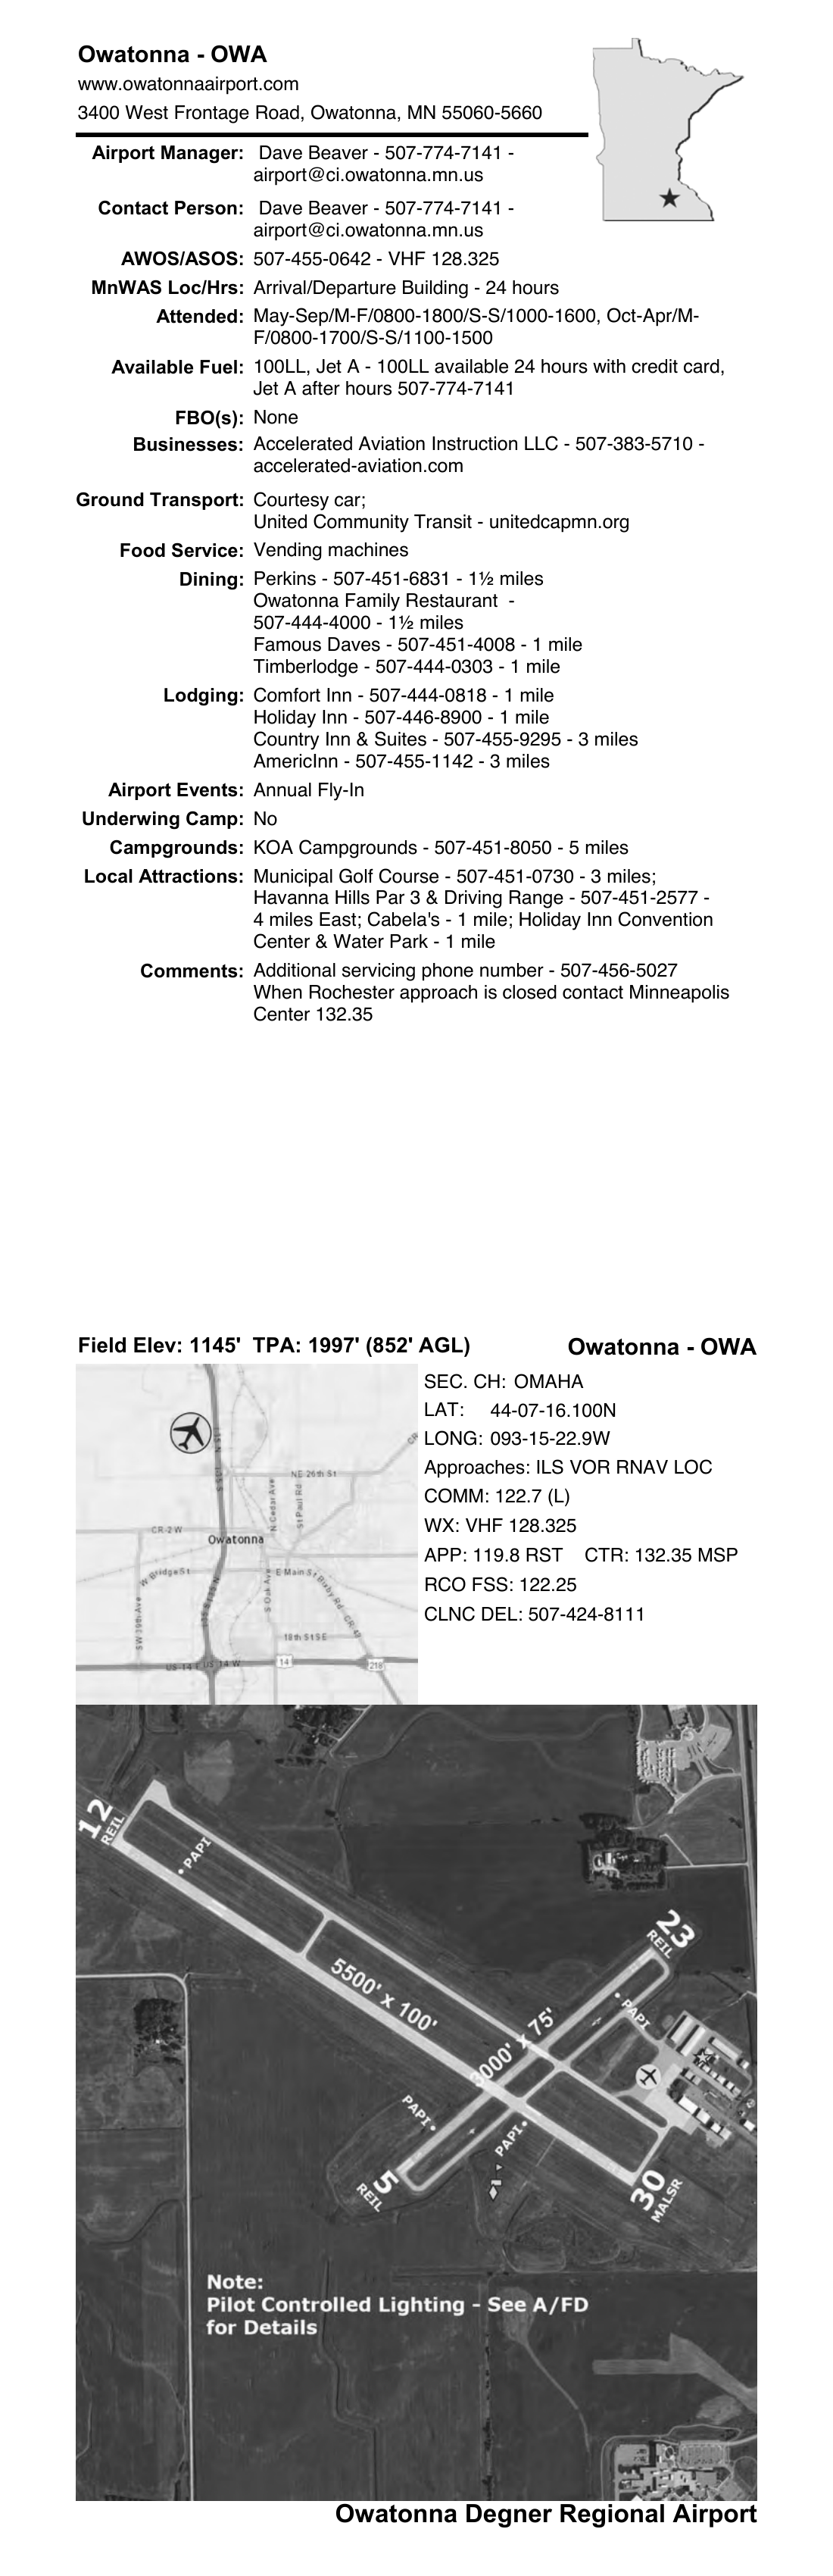 Owatonna - OWA
www.owatonnaairport.com
3400 West Frontage Road, Owatonna, MN 55060-5660
Airport Manager: Dave Beaver - 507-774-7141 -
airport@ci.owatonna.mn.us
Contact Person: Dave Beaver - 507-774-7141 -
airport@ci.owatonna.mn.us
AWOS/ASOS: 507-455-0642 - VHF 128.325
MnWAS Loc/Hrs: Arrival/Departure Building - 24 hours
Attended: May-Sep/M-F/0800-1800/S-S/1000-1600, Oct-Apr/M-
F/0800-1700/S-S/1100-1500
Available Fuel: 100LL, Jet A - 100LL available 24 hours with credit card,
Jet A after hours 507-774-7141
FBO(s): None
Businesses: Accelerated Aviation Instruction LLC - 507-383-5710 -
accelerated-aviation.com
Ground Transport: Courtesy car;
United Community Transit - unitedcapmn.org
Food Service: Vending machines
Dining: Perkins - 507-451-6831 - 1½ miles
Owatonna Family Restaurant -
507-444-4000 - 1½ miles
Famous Daves - 507-451-4008 - 1 mile
Timberlodge - 507-444-0303 - 1 mile
Lodging: Comfort Inn - 507-444-0818 - 1 mile
Holiday Inn - 507-446-8900 - 1 mile
Country Inn & Suites - 507-455-9295 - 3 miles
AmericInn - 507-455-1142 - 3 miles
Airport Events: Annual Fly-In
Underwing Camp: No
Campgrounds: KOA Campgrounds - 507-451-8050 - 5 miles
Local Attractions: Municipal Golf Course - 507-451-0730 - 3 miles;
Havanna Hills Par 3 & Driving Range - 507-451-2577 -
4 miles East; Cabela's - 1 mile; Holiday Inn Convention
Center & Water Park - 1 mile
Comments: Additional servicing phone number - 507-456-5027
When Rochester approach is closed contact Minneapolis
Center 132.35
Field Elev: 1145' TPA: 1997' (852' AGL)
Owatonna - OWA
SEC. CH: OMAHA
LAT: 44-07-16.100N
LONG: 093-15-22.9W
Approaches: ILS VOR RNAV LOC
COMM: 122.7 (L)
WX: VHF 128.325
APP: 119.8 RST CTR: 132.35 MSP
RCO FSS: 122.25
CLNC DEL: 507-424-8111
CR
NE 26th St
N Cedar Ave
St Paul Rd
CR-2 W
Owatonna
W Bridge St
E Main St
Bixby Rd
S Oak Ave
SW 39th Ave
18th St SE
US-14 W
14
218
12
REIL
PAPI
23
REIL
PAPI
5500' x 100'
3000' x 75'
PAPI
PAPI
5
REIL
30
MALSR
Note:
Pilot Controlled Lighting - See A/FD
for Details
Owatonna Degner Regional Airport